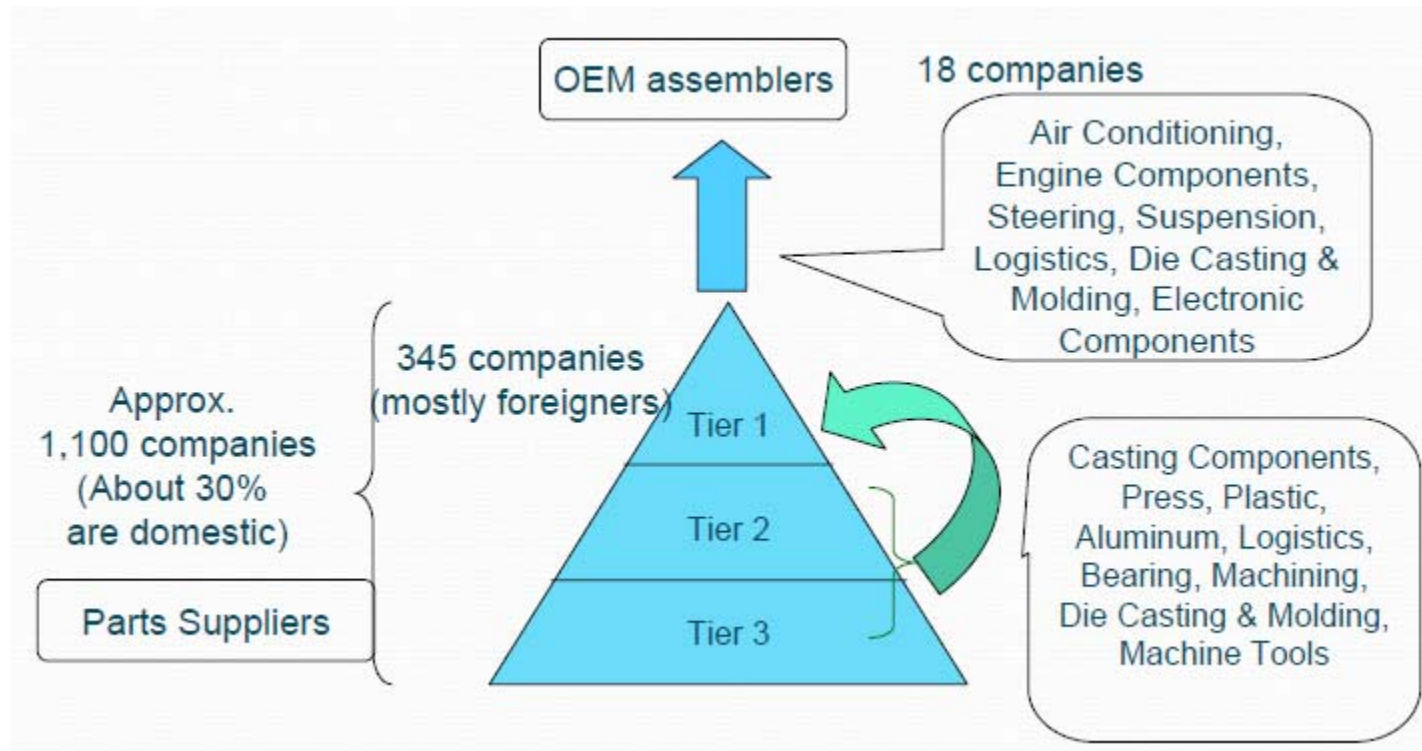 OEM assemblers
18 companies
Air Conditioning,
Engine Components,
Steering, Suspension,
Logistics, Die Casting &
Molding, Electronic
Components
345 companies
(mostly foreigners)
Approx.
1,100 companies
(About 30%
are domestic)
Parts Suppliers
Tier 1
Tier 2
Tier 3
Casting Components,
Press, Plastic,
Aluminum, Logistics,
Bearing, Machining,
Die Casting & Molding,
Machine Tools